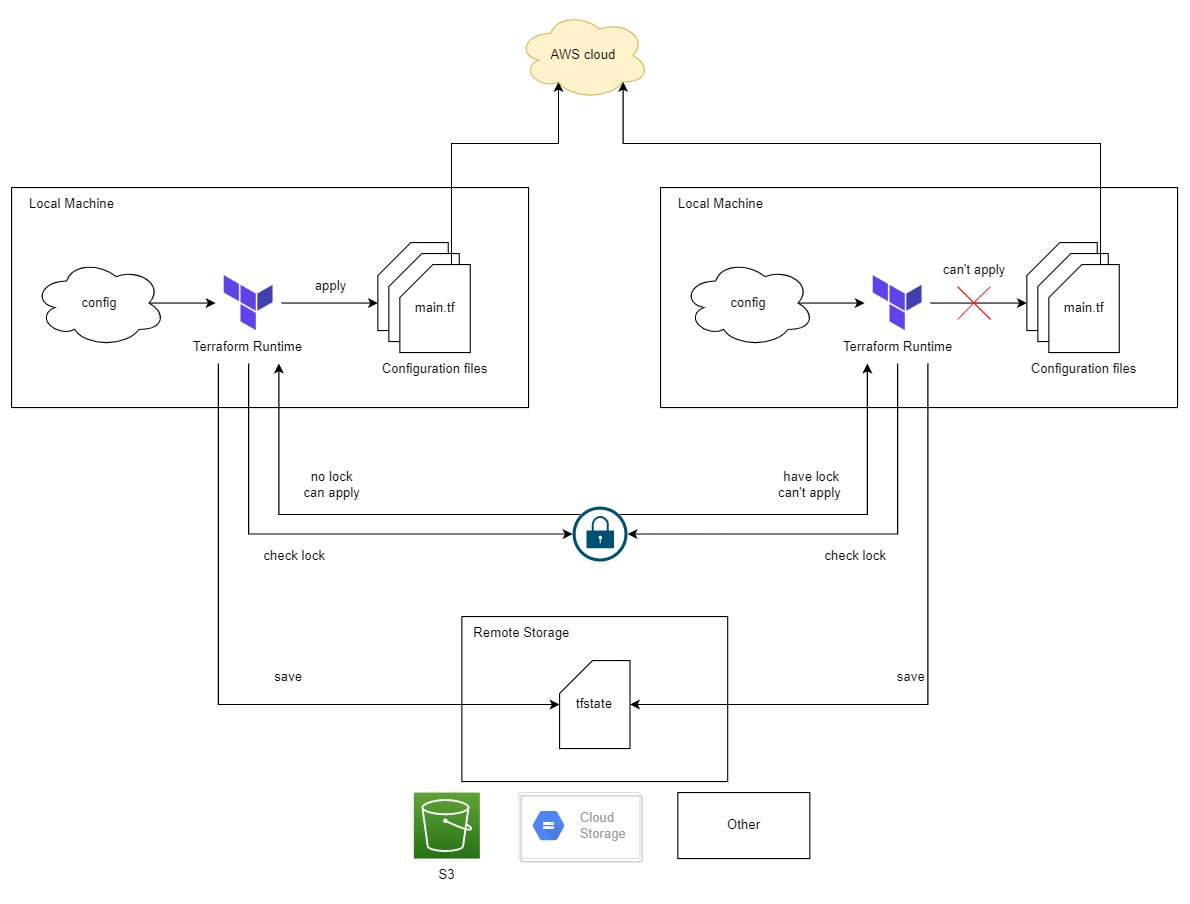 AWS cloud
Local Machine
Local Machine
config
apply
main.tf
Terraform Runtime
Configuration files
config
can't apply
main.tf
Terraform Runtime
Configuration files
no lock
can apply
have lock
can't apply
check lock
check lock
Remote Storage
save
tfstate
save
Cloud
Storage
Other
S3